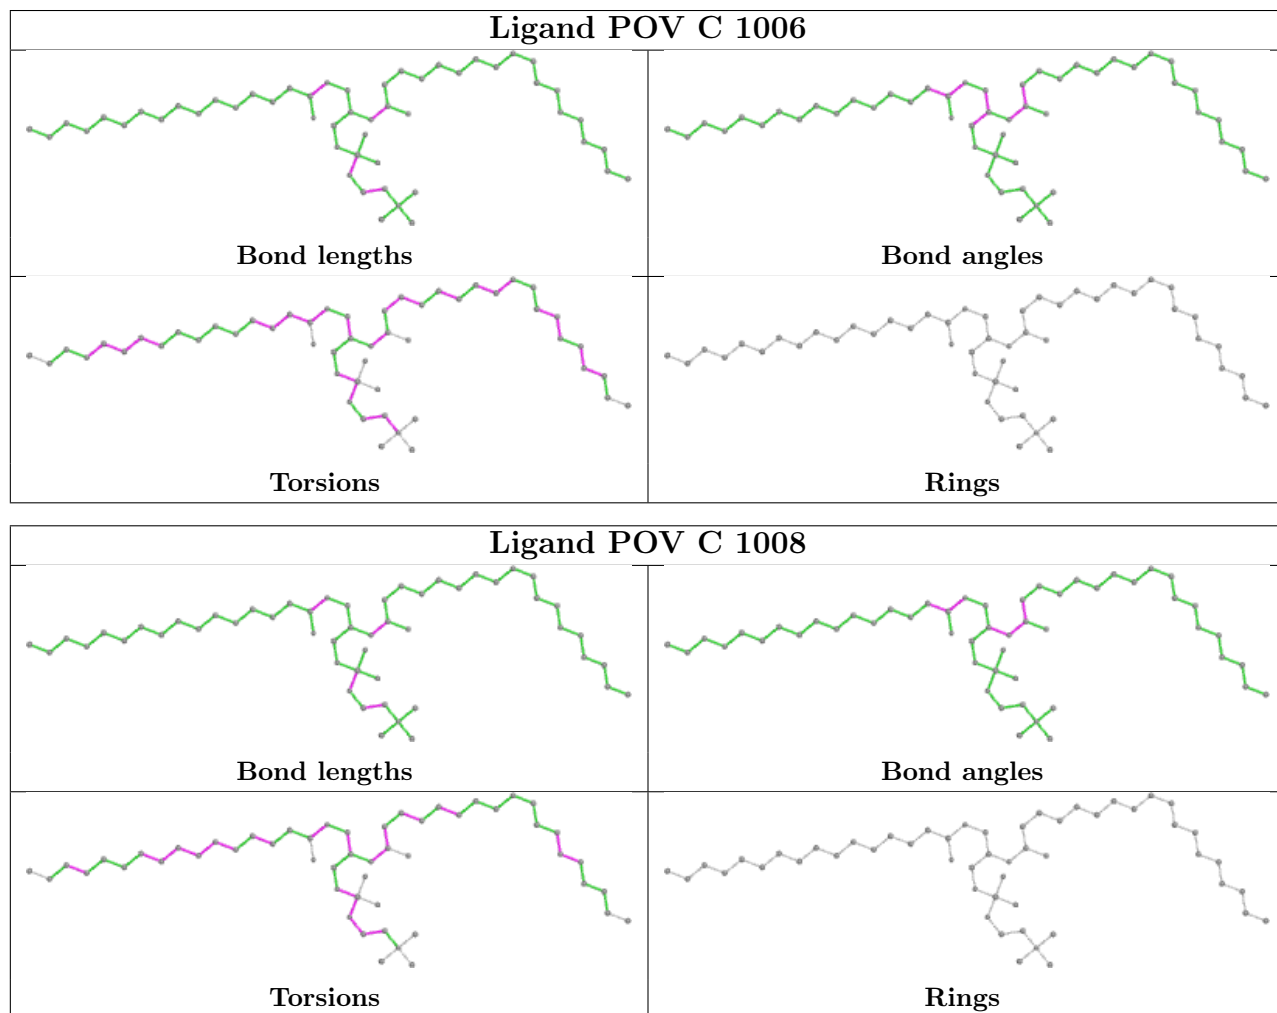 Ligand POV C 1006
Bond lengths
Bond angles
Torsions
Rings
Ligand POV C 1008
Bond lengths
Bond angles
Torsions
Rings